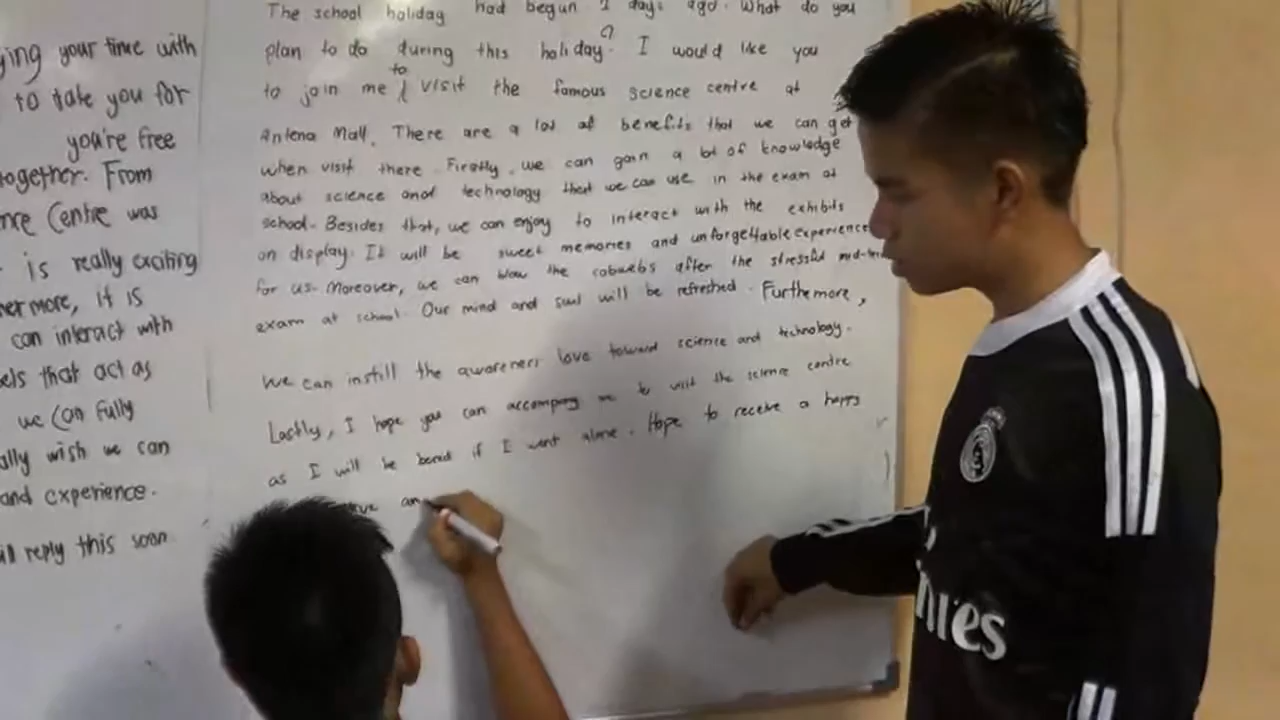 ying your time with
to take you for
you're free
together. From
nre Centre was
is really exciting
hermore, it is
can interact with
els that act as
we can fully
ally wish we can
and experience.
ill reply this soon
The school holiday had begun 2 days ago. What do you
plan to do during this holiday? I would like you
to join me to visit the famous science centre at
Antena Mall. There are a lot of benefits that we can get
when visit there. Firstly, we can gain a lot of knowledge
about science and technology that we can use in the exam at
school. Besides that, we can enjoy to interact with the exhibits
on display. It will be sweet memories and unforgettable experience
for us. Moreover, we can blow the cobwebs after the stressful mid-term
exam at school. Our mind and soul will be refreshed. Furthemore,
we can instill the awareness love toward science and technology.
Lastly, I hope you can accompany me to visit the science centre
as I will be bored if I went alone. Hope to receive a happy
an
nies